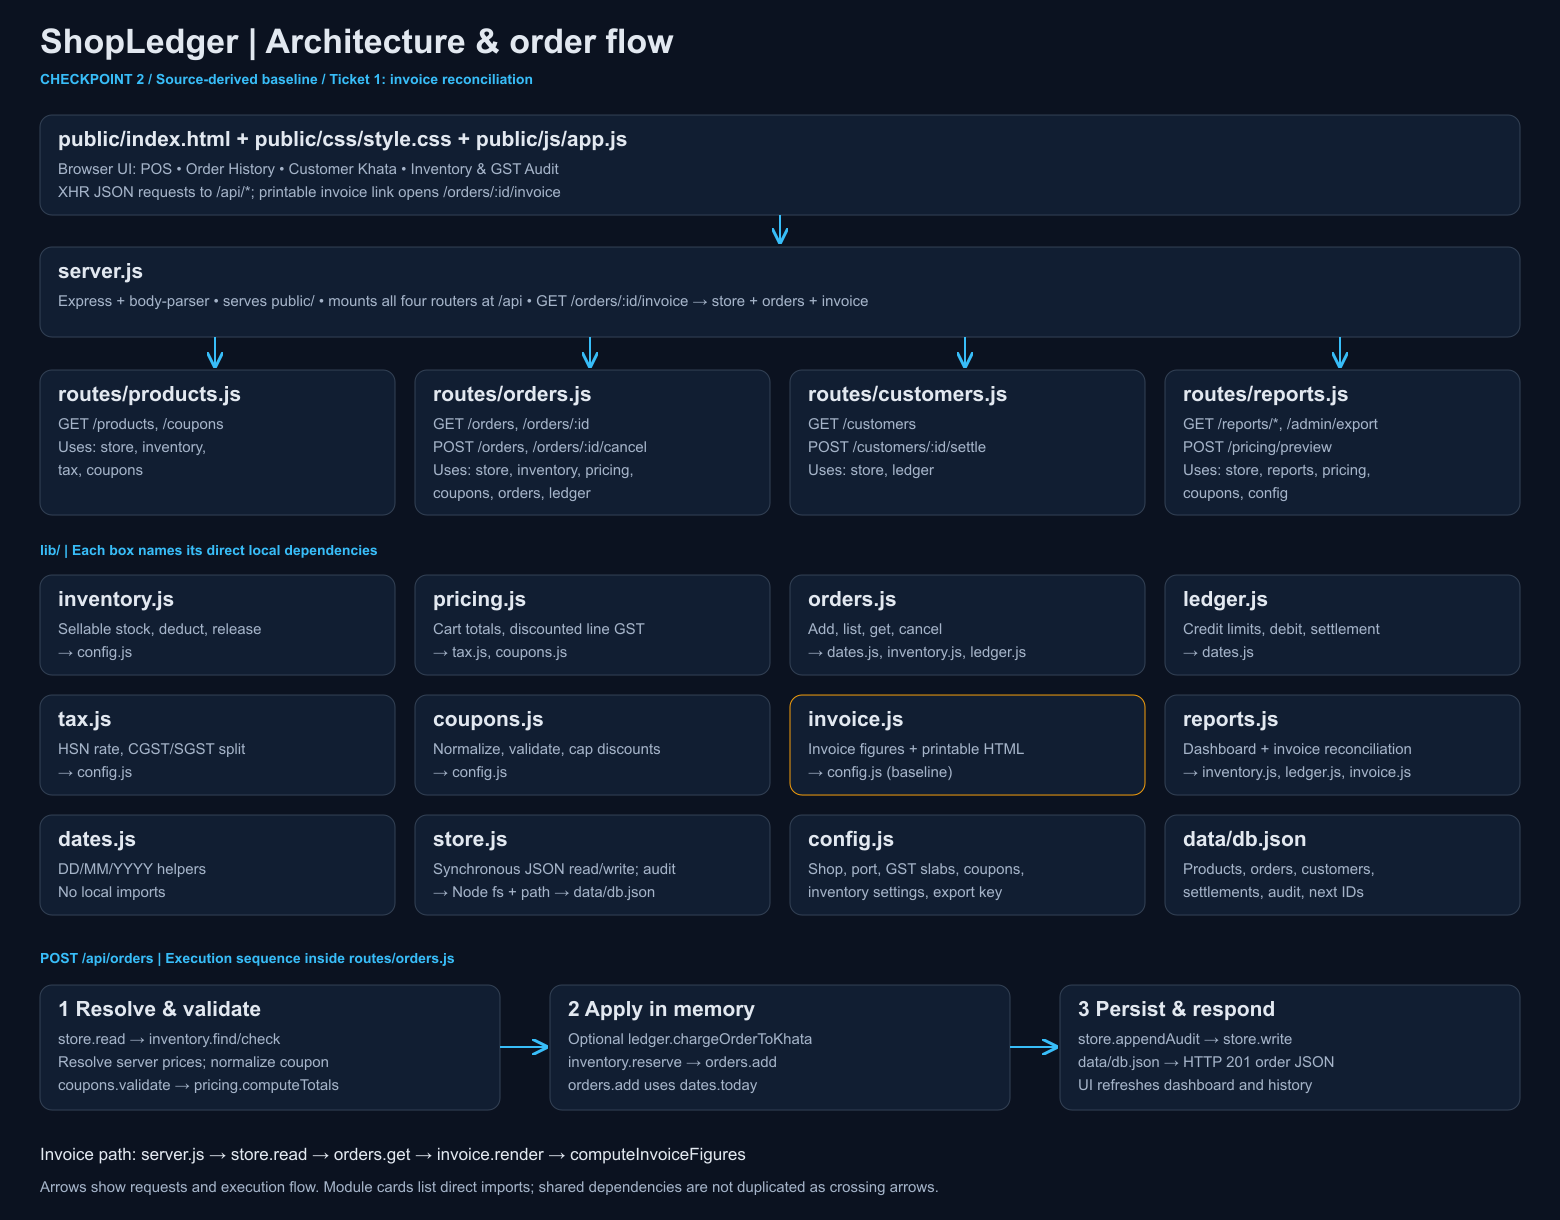 ShopLedger | Architecture & order flow
CHECKPOINT 2 / Source-derived baseline / Ticket 1: invoice reconciliation
public/index.html + public/css/style.css + public/js/app.js
Browser UI: POS • Order History • Customer Khata • Inventory & GST Audit
XHR JSON requests to /api/*; printable invoice link opens /orders/:id/invoice
server.js
Express + body-parser • serves public/ • mounts all four routers at /api • GET /orders/:id/invoice → store + orders + invoice
routes/products.js
GET /products, /coupons
Uses: store, inventory,
tax, coupons
routes/orders.js
GET /orders, /orders/:id
POST /orders, /orders/:id/cancel
Uses: store, inventory, pricing,
coupons, orders, ledger
routes/customers.js
GET /customers
POST /customers/:id/settle
Uses: store, ledger
routes/reports.js
GET /reports/*, /admin/export
POST /pricing/preview
Uses: store, reports, pricing,
coupons, config
lib/ | Each box names its direct local dependencies
inventory.js
Sellable stock, deduct, release
→ config.js
pricing.js
Cart totals, discounted line GST
→ tax.js, coupons.js
orders.js
Add, list, get, cancel
→ dates.js, inventory.js, ledger.js
ledger.js
Credit limits, debit, settlement
→ dates.js
tax.js
HSN rate, CGST/SGST split
→ config.js
coupons.js
Normalize, validate, cap discounts
→ config.js
invoice.js
Invoice figures + printable HTML
→ config.js (baseline)
reports.js
Dashboard + invoice reconciliation
→ inventory.js, ledger.js, invoice.js
dates.js
DD/MM/YYYY helpers
No local imports
store.js
Synchronous JSON read/write; audit
→ Node fs + path → data/db.json
config.js
Shop, port, GST slabs, coupons,
inventory settings, export key
data/db.json
Products, orders, customers,
settlements, audit, next IDs
POST /api/orders | Execution sequence inside routes/orders.js
1 Resolve & validate
store.read → inventory.find/check
Resolve server prices; normalize coupon
coupons.validate → pricing.computeTotals
2 Apply in memory
Optional ledger.chargeOrderToKhata
inventory.reserve → orders.add
orders.add uses dates.today
3 Persist & respond
store.appendAudit → store.write
data/db.json → HTTP 201 order JSON
UI refreshes dashboard and history
Invoice path: server.js → store.read → orders.get → invoice.render → computeInvoiceFigures
Arrows show requests and execution flow. Module cards list direct imports; shared dependencies are not duplicated as crossing arrows.